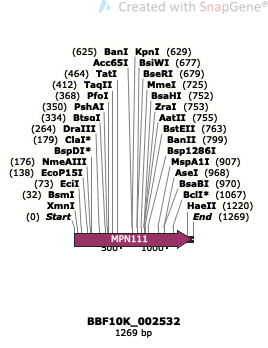 Created with SnapGene®
(625) BanI KpnI (629)
Acc65I BsiWI (677)
(464) TatI BseRI (679)
(412) TaqII MmeI (725)
(368) PfoI BsaHI (752)
(350) PshAI ZraI (753)
(334) BtsαI AatII (755)
(264) DraIII BstEII (763)
(179) ClaI* BanII (799)
BspDI* Bsp1286I
(176) NmeAIII MspA1I (907)
(138) EcoP15I AseI (968)
(73) EciI BsaBI (970)
(32) BsmI BclI* (1067)
XmnI HaeII (1220)
(0) Start End (1269)
MPN111
500 1000
BBF10K_002532
1269 bp